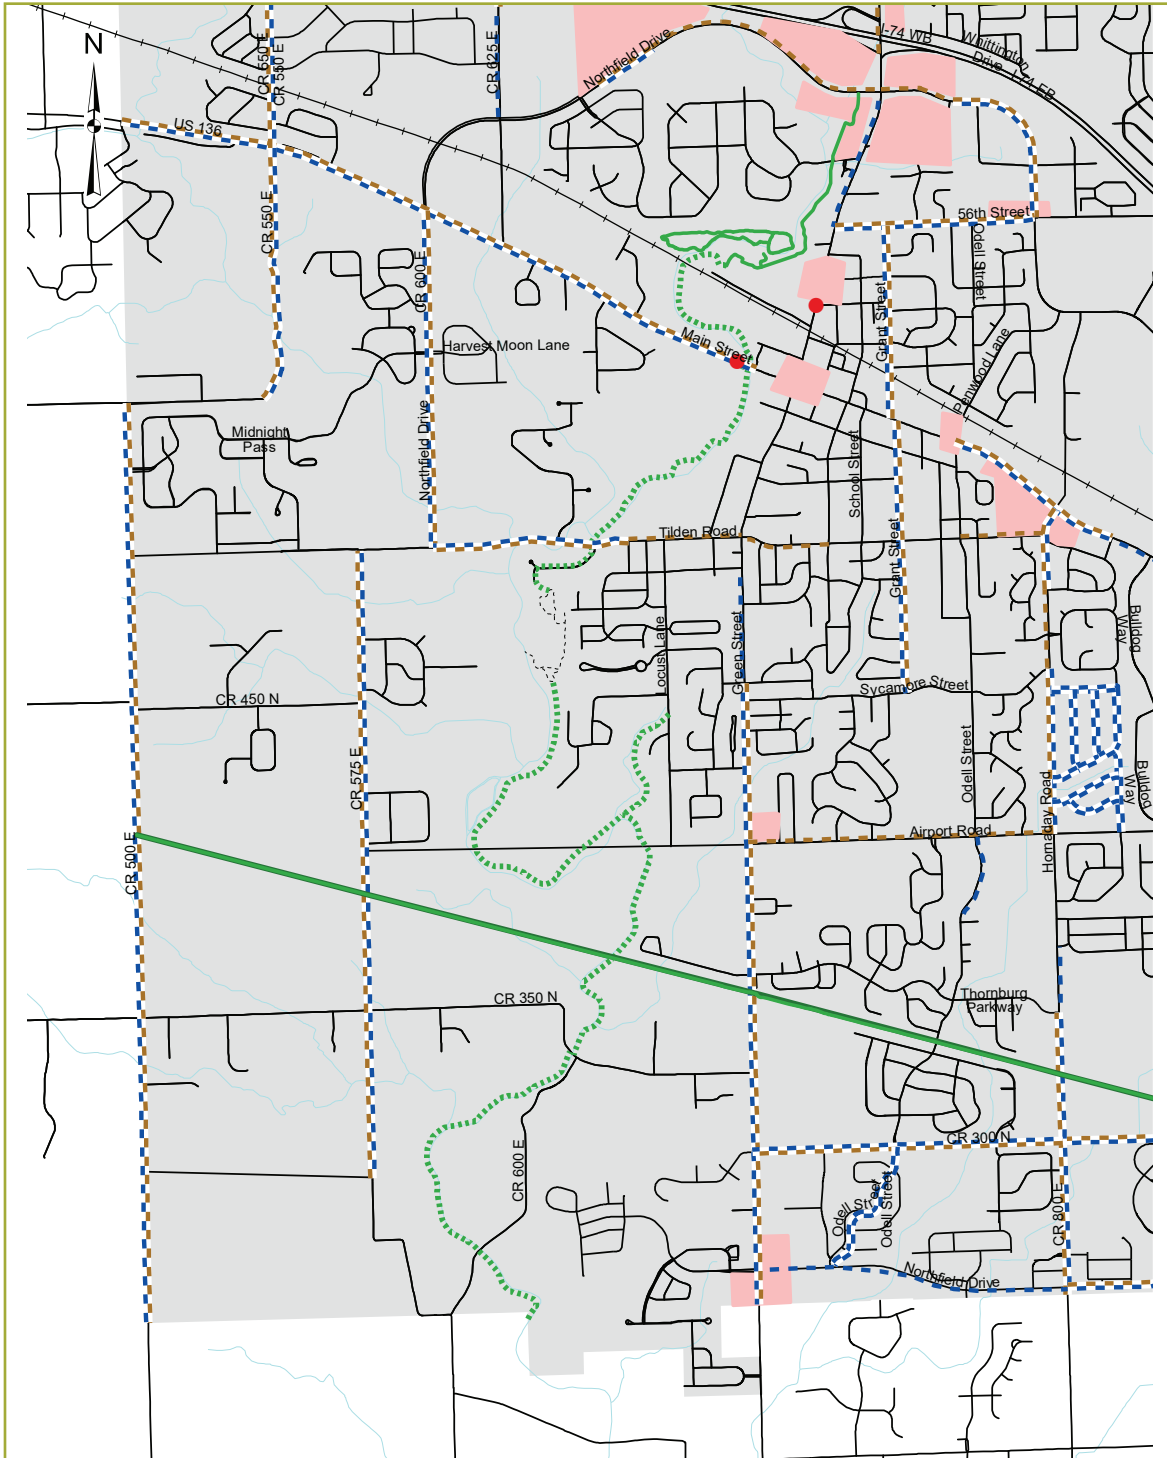 N
CR 550 E
CR 550 E
CR 625 E
Northfield Drive
I-74 WB
Whittington
Drive
I-74 EB
US 136
CR 550 E
56th Street
Odell Street
CR 600 E
Grant Street
Main Street
Harvest Moon Lane
Penwood Lane
Midnight
Pass
Northfield Drive
School Street
Tilden Road
Grant Street
Locust Lane
Green Street
Bulldog
Way
Sycamore Street
CR 450 N
CR 575 E
Odell Street
Hornaday Road
Bulldog
Way
CR 500 E
Airport Road
CR 350 N
Thornburg
Parkway
CR 300 N
CR 600 E
Odell Street
Odell Street
CR 800 E
Northfield Drive